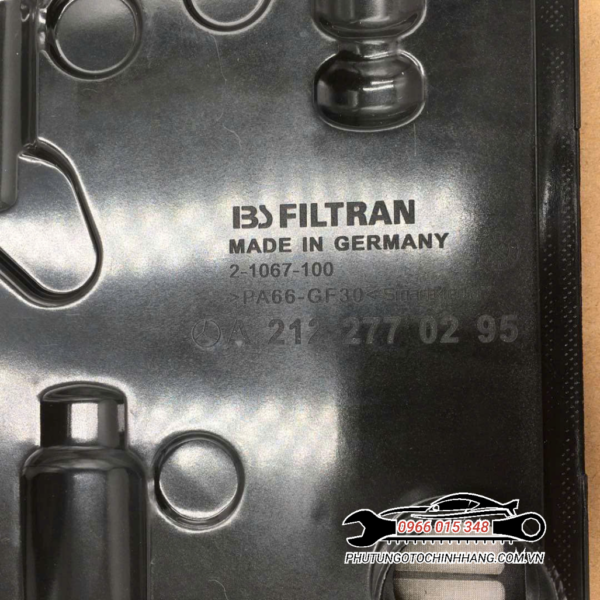 IBS FILTRAN
MADE IN GERMANY
2-1067-100
>PA66-GF30<
A 212 277 02 95
0966 015 348
PHUTUNGOTOCHINHHANG.COM.VN